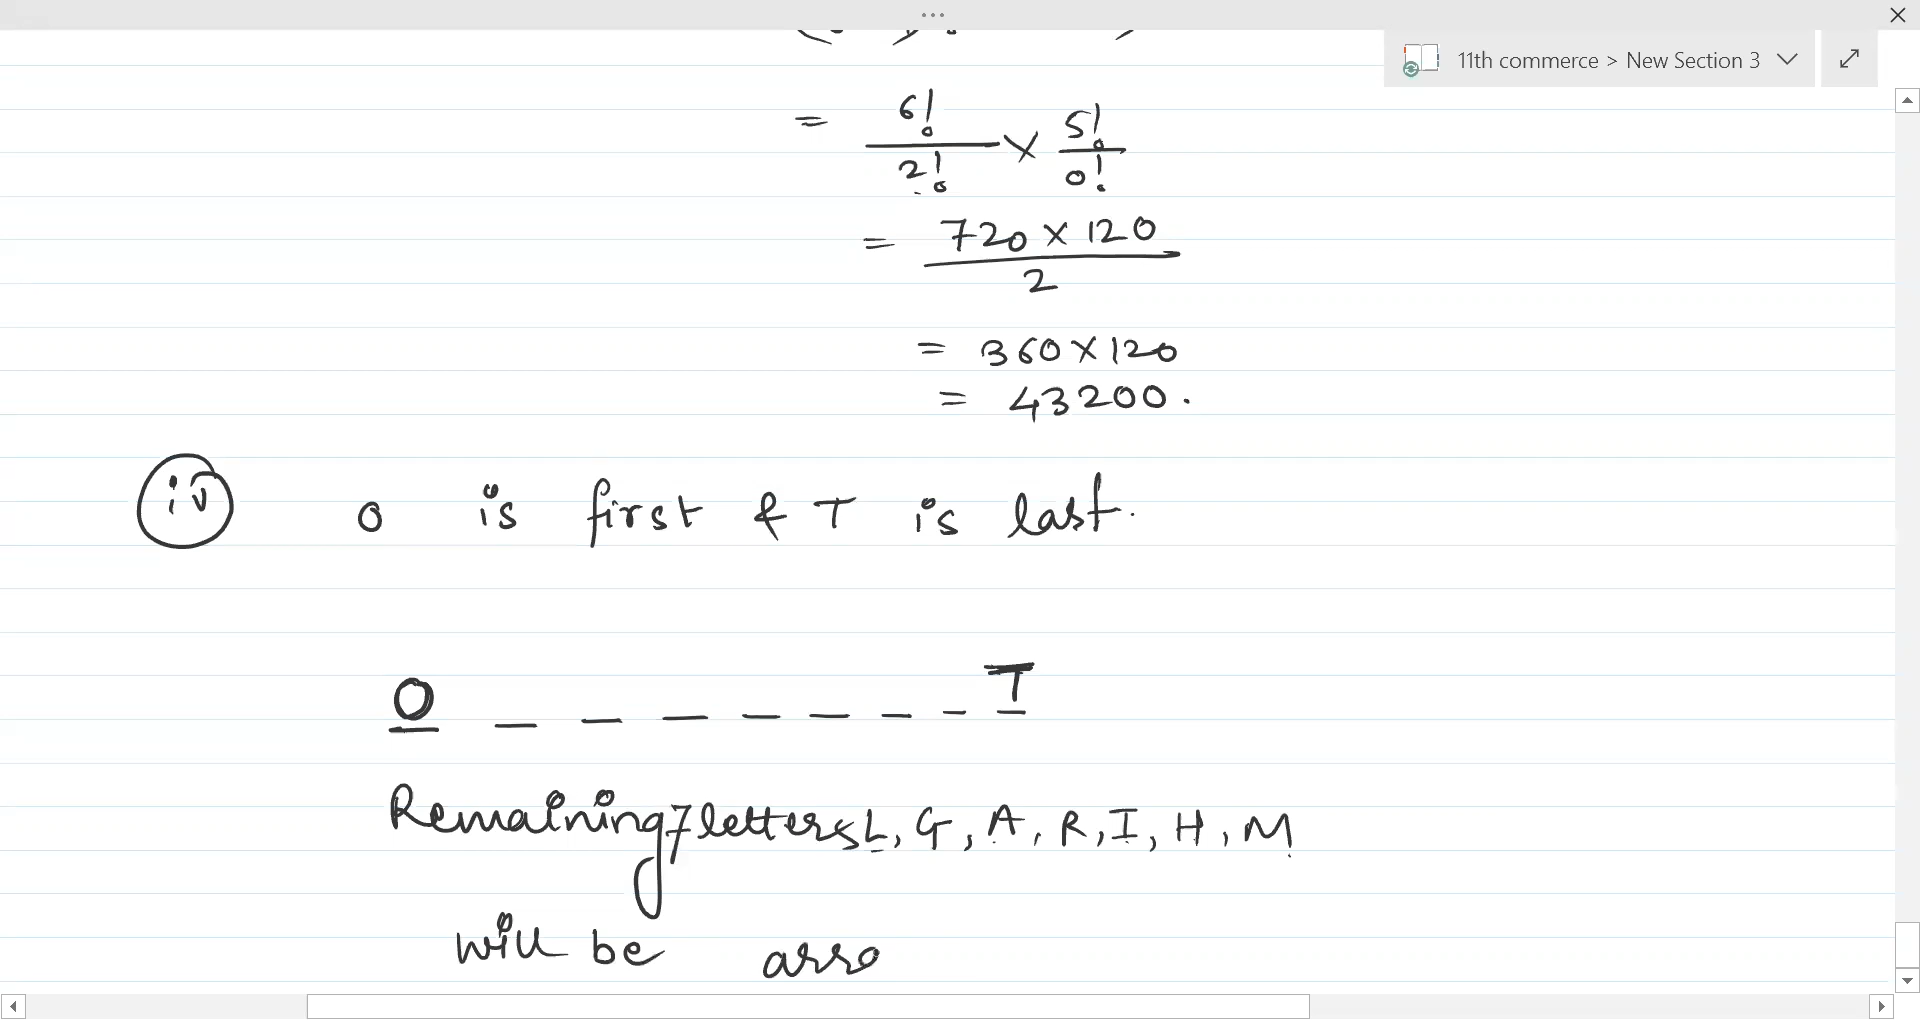 11th commerce > New Section 3
= 6! / 2! × 5! / 0!
= 720 × 120 / 2
= 360 × 120
= 43200.
iv O is first & T is last.
O _ _ _ _ _ _ _ T
Remaining 7 letters L, G, A, R, I, H, M
will be arra